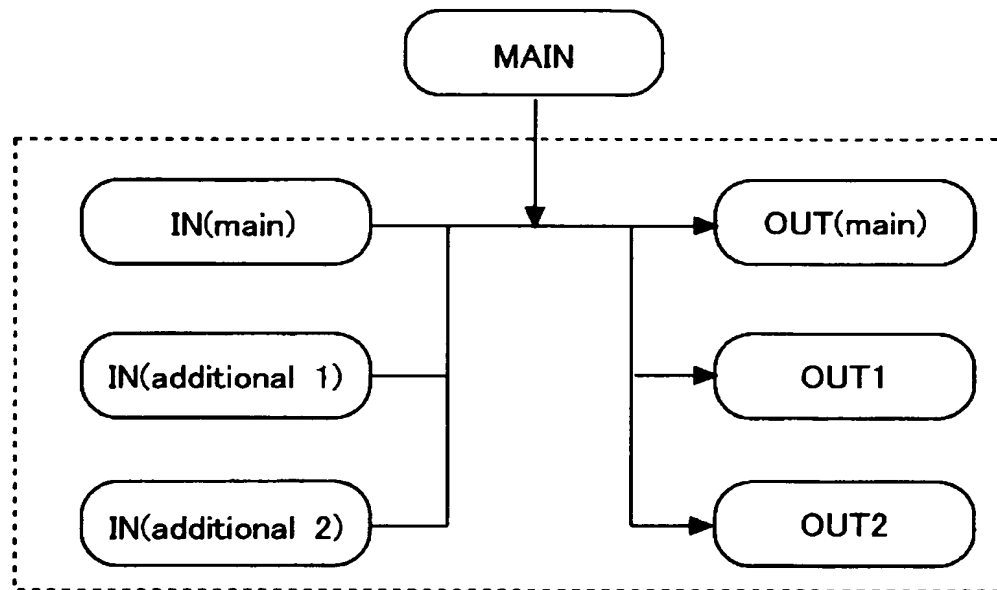 MAIN
IN(main)
OUT(main)
IN(additional 1)
OUT1
IN(additional 2)
OUT2